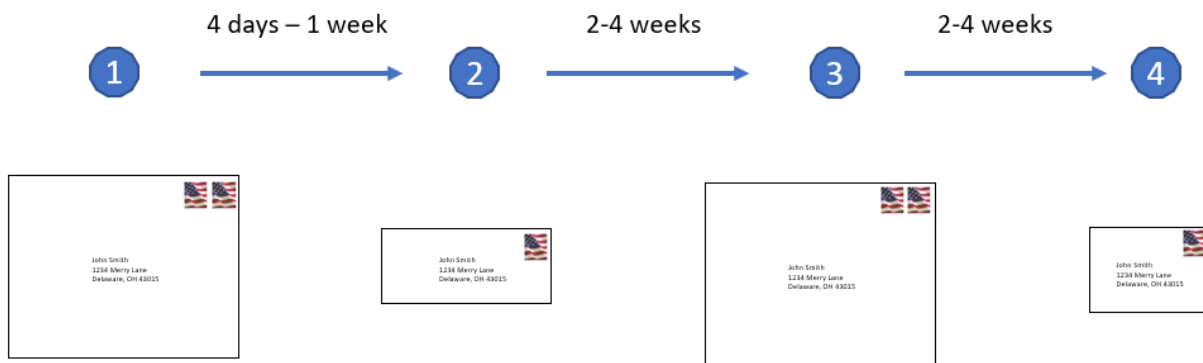 4 days – 1 week
2-4 weeks
2-4 weeks
1
2
3
4
John Smith
1234 Merry Lane
Delaware, OH 43015
John Smith
1234 Merry Lane
Delaware, OH 43015
John Smith
1234 Merry Lane
Delaware, OH 43015
John Smith
1234 Merry Lane
Delaware, OH 43015